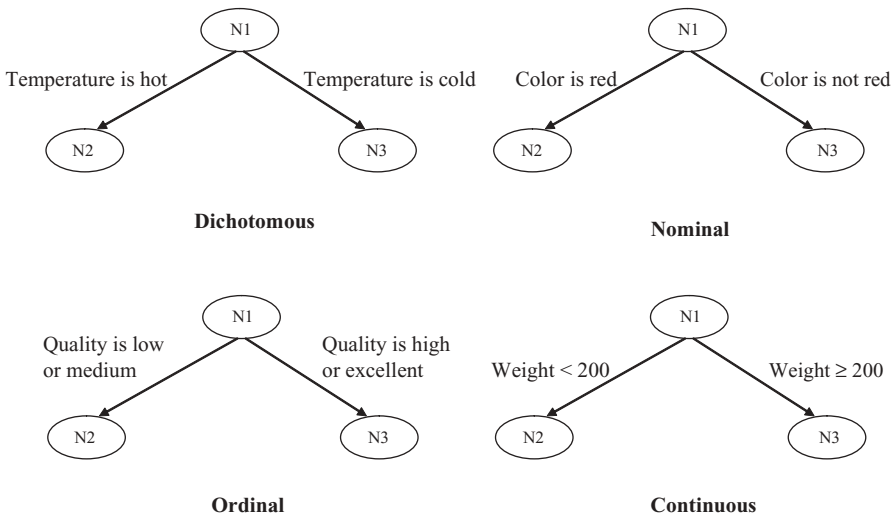 N1
Temperature is hot
Temperature is cold
N2
N3
Dichotomous
N1
Color is red
Color is not red
N2
N3
Nominal
N1
Quality is low
or medium
Quality is high
or excellent
N2
N3
Ordinal
N1
Weight < 200
Weight ≥ 200
N2
N3
Continuous